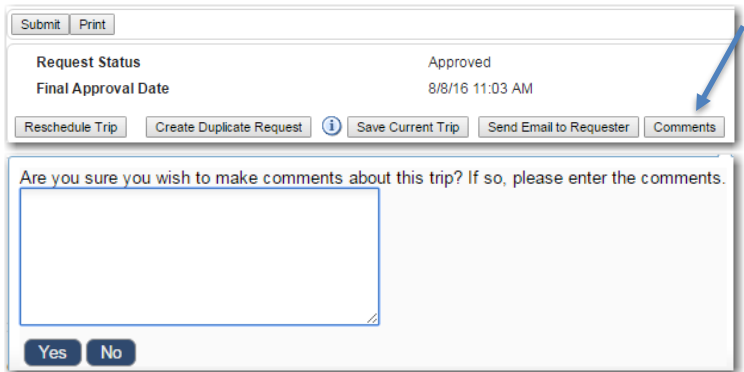 Submit Print
Request Status Approved
Final Approval Date 8/8/16 11:03 AM
Reschedule Trip Create Duplicate Request i Save Current Trip Send Email to Requester Comments
Are you sure you wish to make comments about this trip? If so, please enter the comments.
Yes No